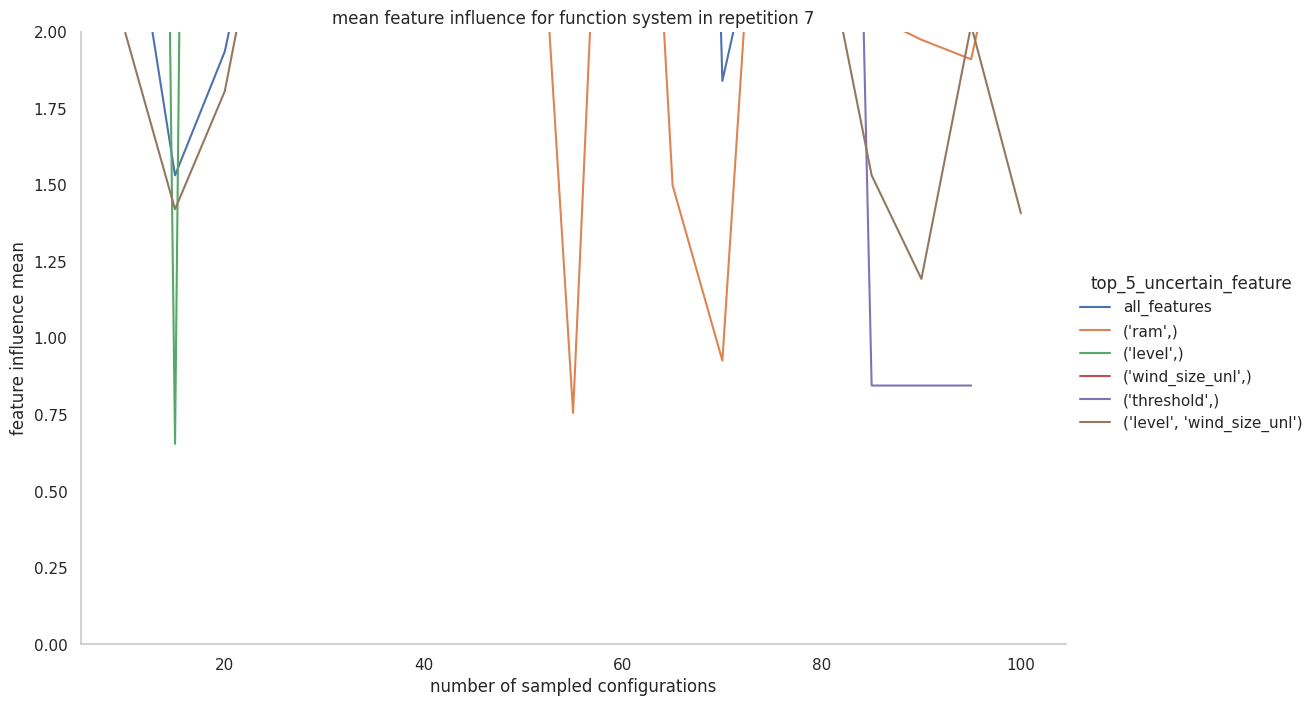 mean feature influence for function system in repetition 7
feature influence mean
2.00
1.75
1.50
1.25
1.00
0.75
0.50
0.25
0.00
20
40
60
80
100
number of sampled configurations
top_5_uncertain_feature
all_features
('ram',)
('level',)
('wind_size_unl',)
('threshold',)
('level', 'wind_size_unl')